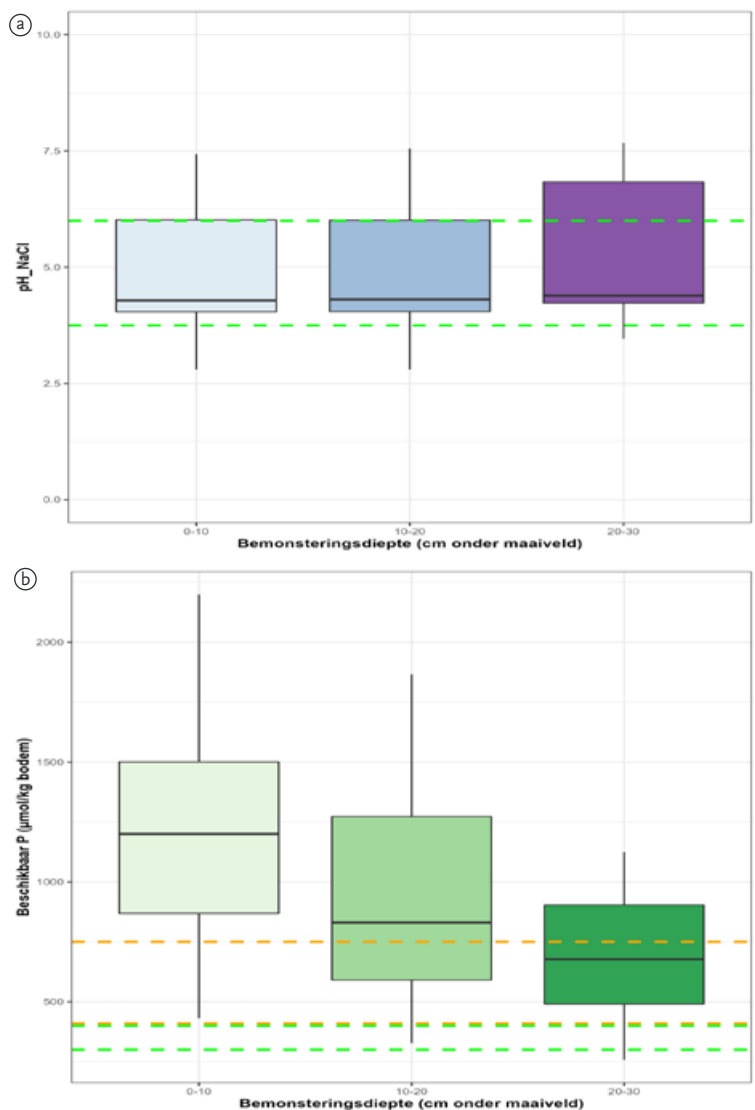 a
10.0
7.5
5.0
2.5
0.0
pH_NaCl
0-10 10-20 20-30
Bemonsteringsdiepte (cm onder maaiveld)
b
2000
1500
1000
500
Beschikbaar P (µmol/kg bodem)
0-10 10-20 20-30
Bemonsteringsdiepte (cm onder maaiveld)